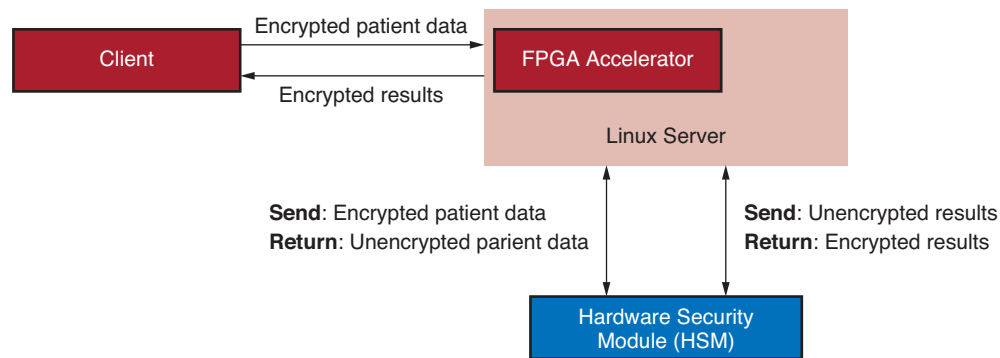 Encrypted patient data
Client
FPGA Accelerator
Encrypted results
Linux Server
Send: Encrypted patient data
Return: Unencrypted parient data
Send: Unencrypted results
Return: Encrypted results
Hardware Security
Module (HSM)